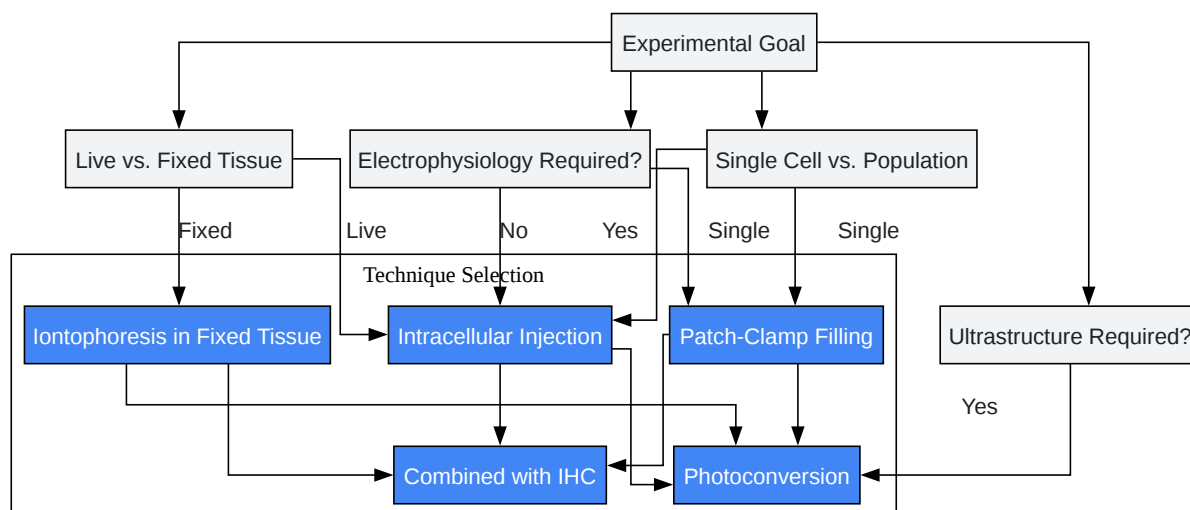 Experimental Goal
Live vs. Fixed Tissue
Electrophysiology Required?
Single Cell vs. Population
Fixed
Live
No
Yes
Single
Single
Technique Selection
Iontophoresis in Fixed Tissue
Intracellular Injection
Patch-Clamp Filling
Ultrastructure Required?
Yes
Combined with IHC
Photoconversion